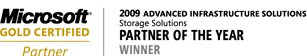 Microsoft
GOLD CERTIFIED
Partner
2009 ADVANCED INFRASTRUCTURE SOLUTIONS
Storage Solutions
PARTNER OF THE YEAR
WINNER